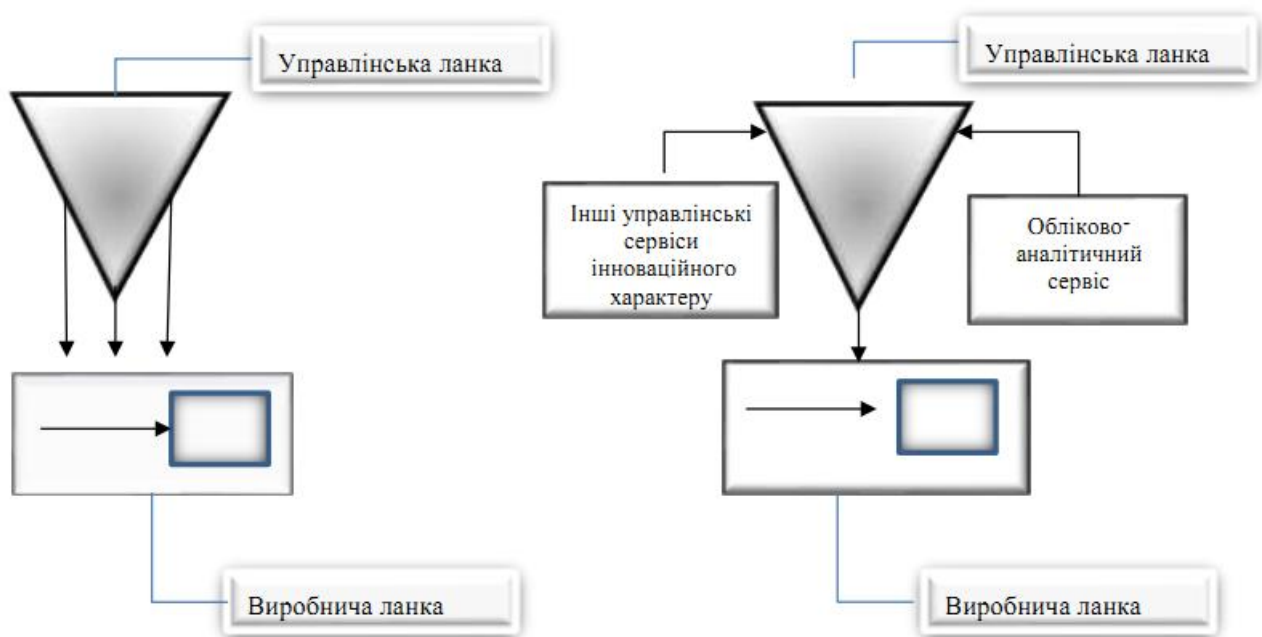 Управлінська ланка
Управлінська ланка
Інші управлінські
сервіси
інноваційного
характеру
Обліково-
аналітичний
сервіс
Виробнича ланка
Виробнича ланка